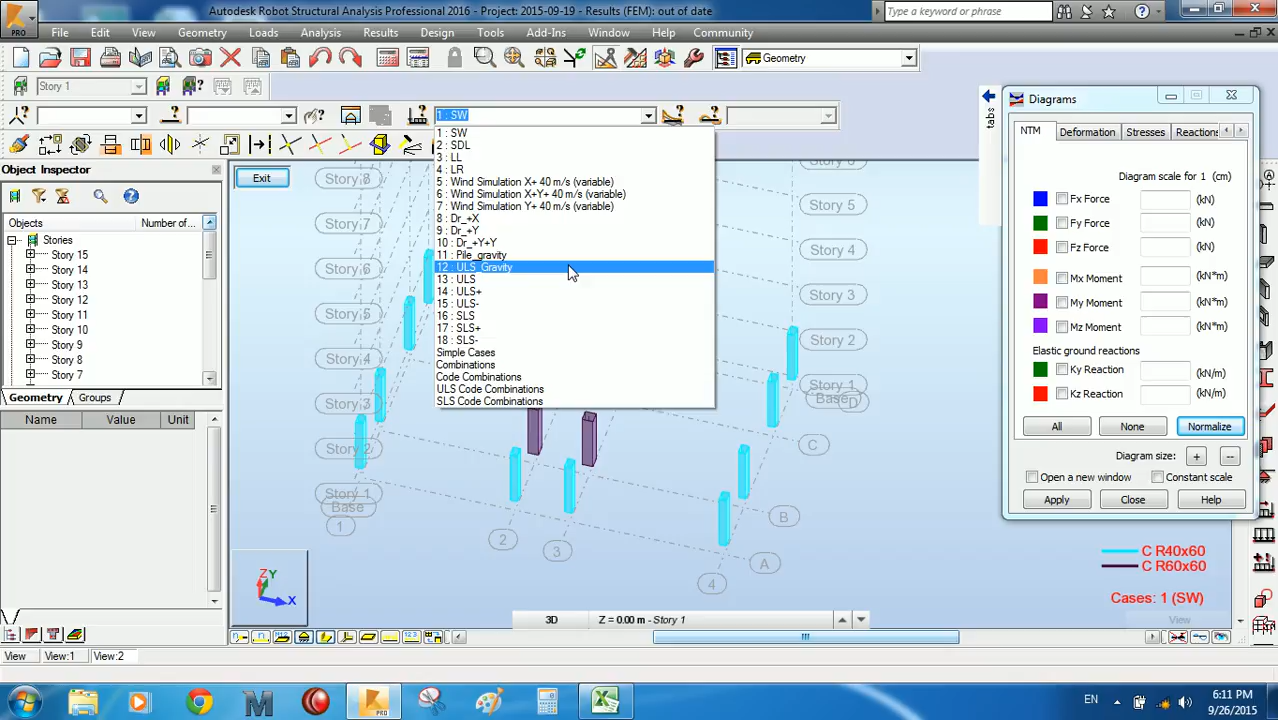 Autodesk Robot Structural Analysis Professional 2016 - Project: 2015-09-19 - Results (FEM): out of date
Type a keyword or phrase
PRO
File Edit View Geometry Loads Analysis Results Design Tools Add-Ins Window Help Community
Geometry
Story 1
1 : SW
Object Inspector
Objects Number of...
Stories
Story 15
Story 14
Story 13
Story 12
Story 11
Story 10
Story 9
Story 8
Story 7
Geometry Groups
Name Value Unit
Exit
1 : SW
2 : SDL
3 : LL
4 : LR
5 : Wind Simulation X+ 40 m/s (variable)
6 : Wind Simulation X+Y+ 40 m/s (variable)
7 : Wind Simulation Y+ 40 m/s (variable)
8 : Dr_+X
9 : Dr_+Y
10 : Dr_+Y+Y
11 : Pile_gravity
12 : ULS_Gravity
13 : ULS
14 : ULS+
15 : ULS-
16 : SLS
17 : SLS+
18 : SLS-
Simple Cases
Combinations
Code Combinations
ULS Code Combinations
SLS Code Combinations
Story 8
Story 7
Story 6
Story 5
Story 4
Story 3
Story 2
Story 1
Base
1
Story 6
Story 5
Story 4
Story 3
Story 2
Story 1
Base D
C
B
A
2
3
4
Z Y
X
3D
Z = 0.00 m - Story 1
C R40x60
C R60x60
Cases: 1 (SW)
View
tabs
Diagrams
NTM Deformation Stresses Reactions
Diagram scale for 1 (cm)
Fx Force (kN)
Fy Force (kN)
Fz Force (kN)
Mx Moment (kN*m)
My Moment (kN*m)
Mz Moment (kN*m)
Elastic ground reactions
Ky Reaction (kN/m)
Kz Reaction (kN/m)
All None Normalize
Diagram size: + --
Open a new window Constant scale
Apply Close Help
View View:1 View:2
PRO
EN
6:11 PM
9/26/2015